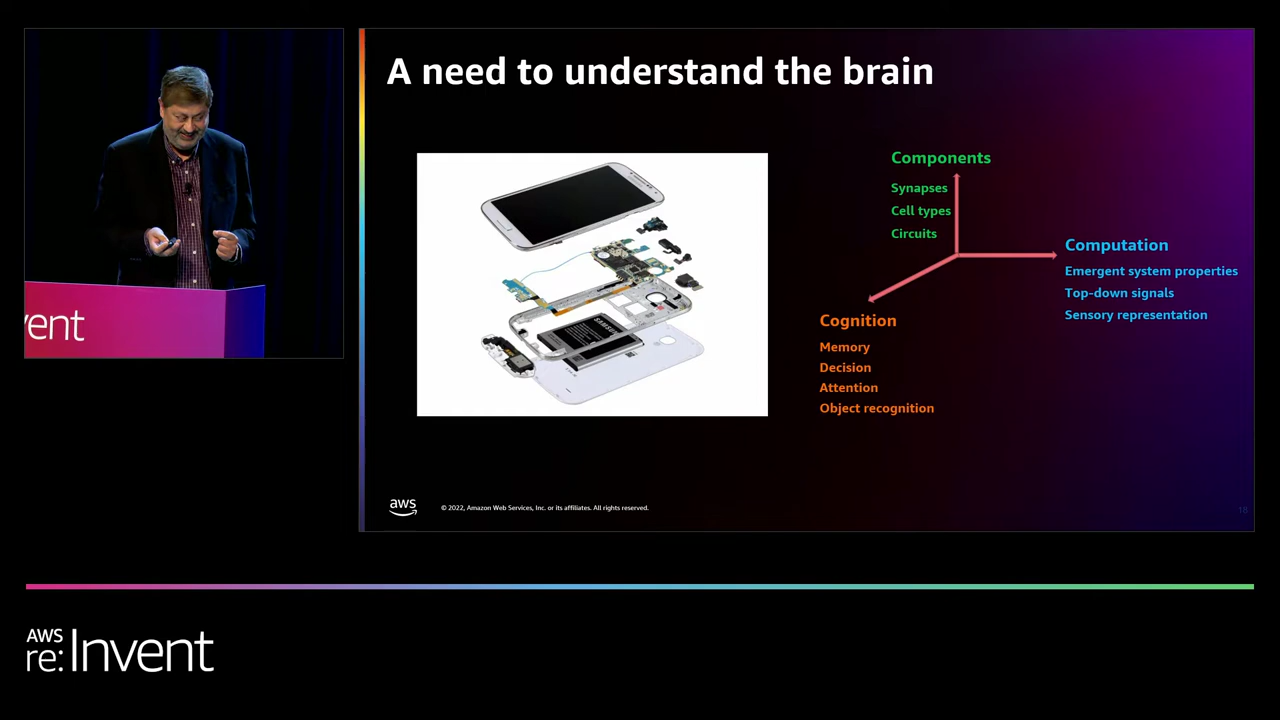 A need to understand the brain
Components
Synapses
Cell types
Circuits
Computation
Emergent system properties
Top-down signals
Sensory representation
Cognition
Memory
Decision
Attention
Object recognition
SAMSUNG
aws
© 2022, Amazon Web Services, Inc. or its affiliates. All rights reserved.
18
vent
AWS
re:Invent